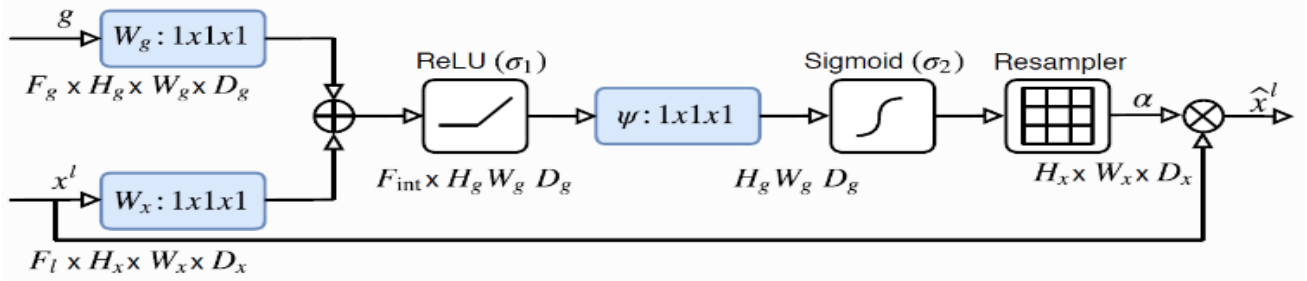 g
W_g : 1x1x1
F_g x H_g x W_g x D_g
ReLU (σ_1)
F_int x H_g W_g D_g
ψ : 1x1x1
Sigmoid (σ_2)
H_g W_g D_g
Resampler
α
H_x x W_x x D_x
x̂^l
x^l
W_x : 1x1x1
F_l x H_x x W_x x D_x